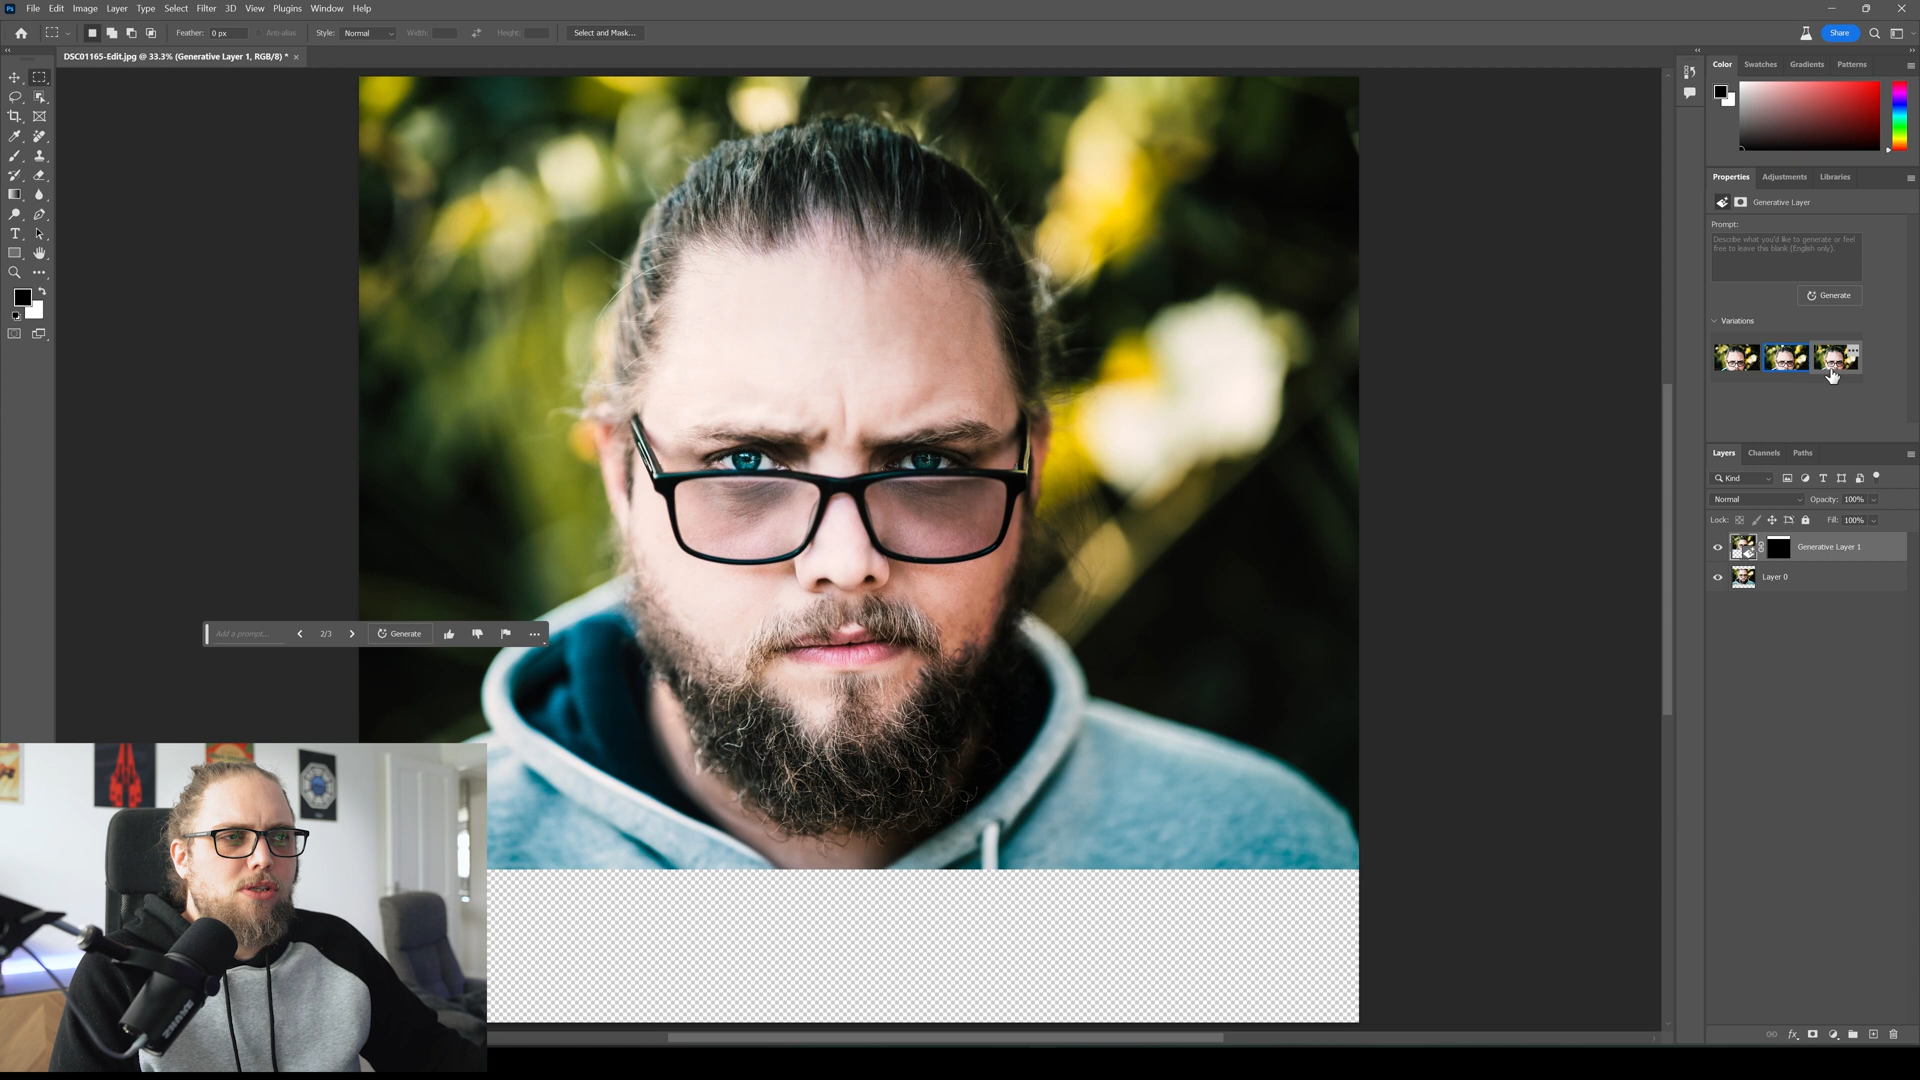 Ps File Edit Image Layer Type Select Filter 3D View Plugins Window Help
Feather: 0 px Anti-alias Style: Normal Width: Height: Select and Mask... Share
DSC01165-Edit.jpg @ 33.3% (Generative Layer 1, RGB/8) * ×
Color Swatches Gradients Patterns
Properties Adjustments Libraries
Generative Layer
Prompt:
Describe what you'd like to generate or feel
free to leave this blank (English only).
Generate
Variations
Layers Channels Paths
Kind
Normal Opacity: 100%
Lock: Fill: 100%
Generative Layer 1
Layer 0
Add a prompt... 2/3 Generate
fx